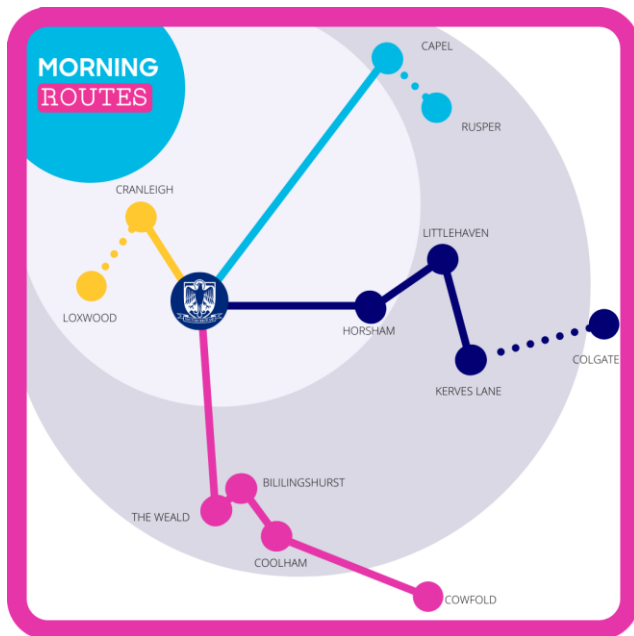 MORNING
ROUTES
CAPEL
RUSPER
CRANLEIGH
LOXWOOD
LITTLEHAVEN
HORSHAM
COLGATE
KERVES LANE
BILILINGSHURST
THE WEALD
COOLHAM
COWFOLD